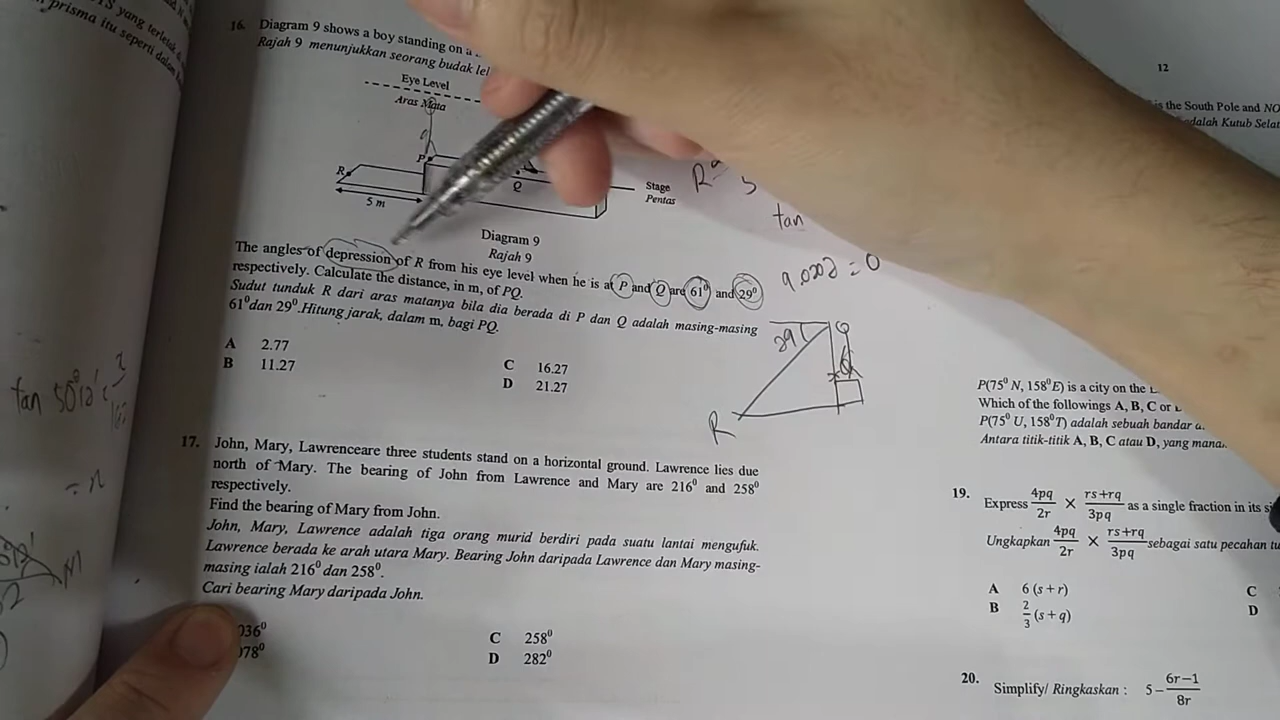 TS yang terletak
prisma itu seperti dalam
tan 50°12'
16. Diagram 9 shows a boy standing on a
Rajah 9 menunjukkan seorang budak lel
Eye Level
Aras Mata
P
R
Q
5 m
Stage
Pentas
Diagram 9
Rajah 9
The angles of depression of R from his eye level when he is at P and Q are 61⁰ and 29⁰
respectively. Calculate the distance, in m, of PQ.
Sudut tunduk R dari aras matanya bila dia berada di P dan Q adalah masing-masing
61⁰dan 29⁰.Hitung jarak, dalam m, bagi PQ.
A 2.77
B 11.27
C 16.27
D 21.27
tan
9.0202 = 0
29
Q
R
17. John, Mary, Lawrenceare three students stand on a horizontal ground. Lawrence lies due
north of Mary. The bearing of John from Lawrence and Mary are 216⁰ and 258⁰
respectively.
Find the bearing of Mary from John.
John, Mary, Lawrence adalah tiga orang murid berdiri pada suatu lantai mengufuk.
Lawrence berada ke arah utara Mary. Bearing John daripada Lawrence dan Mary masing-
masing ialah 216⁰ dan 258⁰.
Cari bearing Mary daripada John.
036⁰
078⁰
C 258⁰
D 282⁰
12
is the South Pole and NO
adalah Kutub Selat
P(75⁰ N, 158⁰E) is a city on the
Which of the followings A, B, C or
P(75⁰ U, 158⁰T) adalah sebuah bandar
Antara titik-titik A, B, C atau D, yang mana
19. Express 4pq/2r × rs+rq/3pq as a single fraction in its si
Ungkapkan 4pq/2r × rs+rq/3pq sebagai satu pecahan tu
A 6 (s+r)
B 2/3 (s+q)
C
D
20. Simplify/ Ringkaskan : 5 − 6r−1/8r